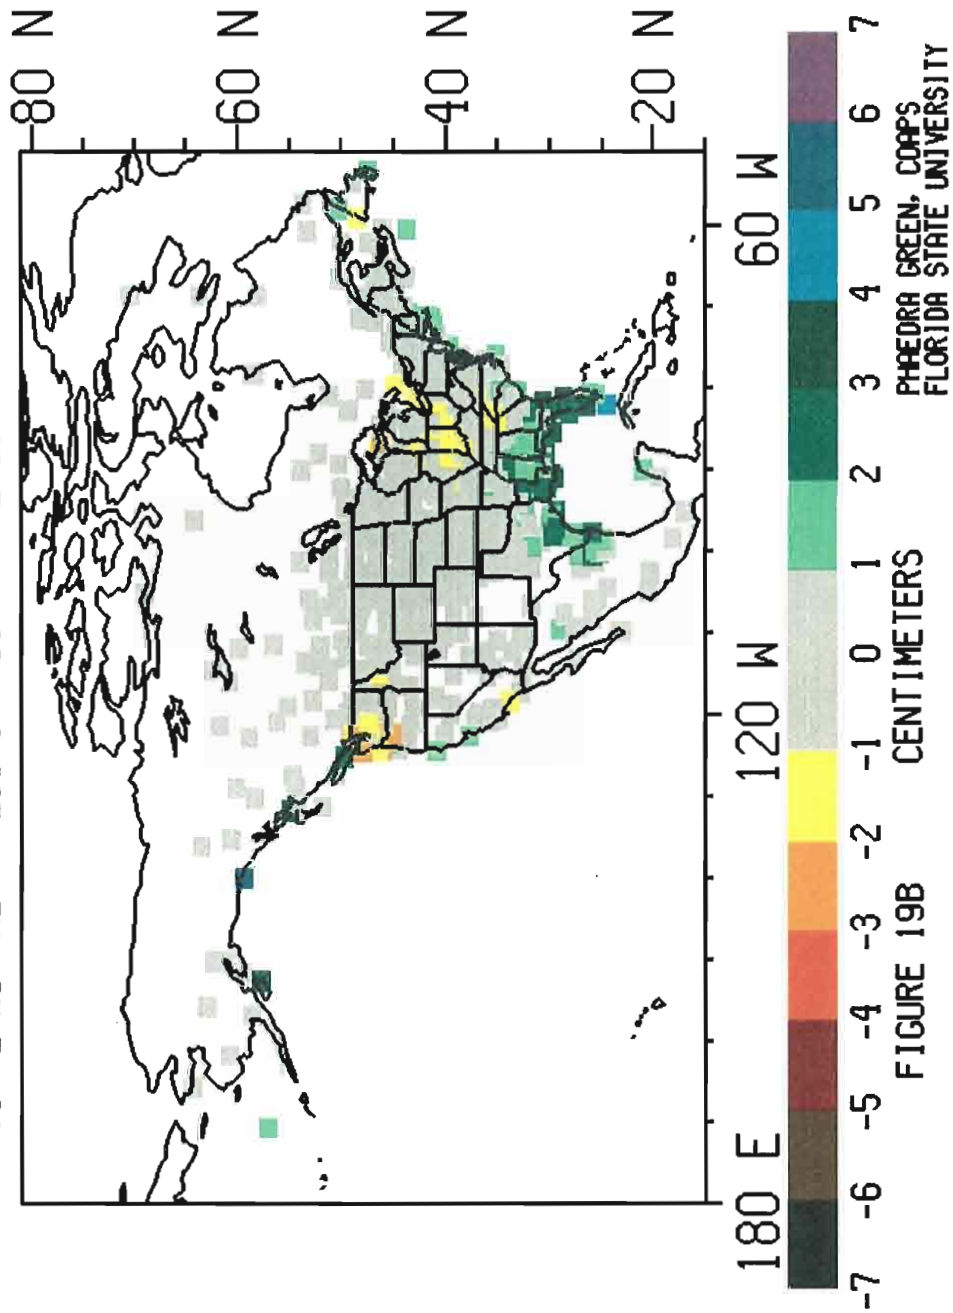 80 N
60 N
40 N
20 N
180 E 120 W 60 W
-7 -6 -5 -4 -3 -2 -1 0 1 2 3 4 5 6 7
FIGURE 19B CENTIMETERS PHAEDRA GREEN, COAPS
FLORIDA STATE UNIVERSITY